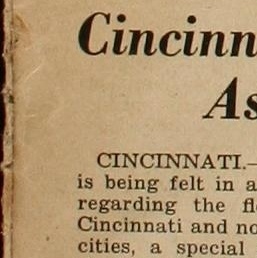 Cincinn
As
CINCINNATI.—
is being felt in a
regarding the fl
Cincinnati and no
cities, a special